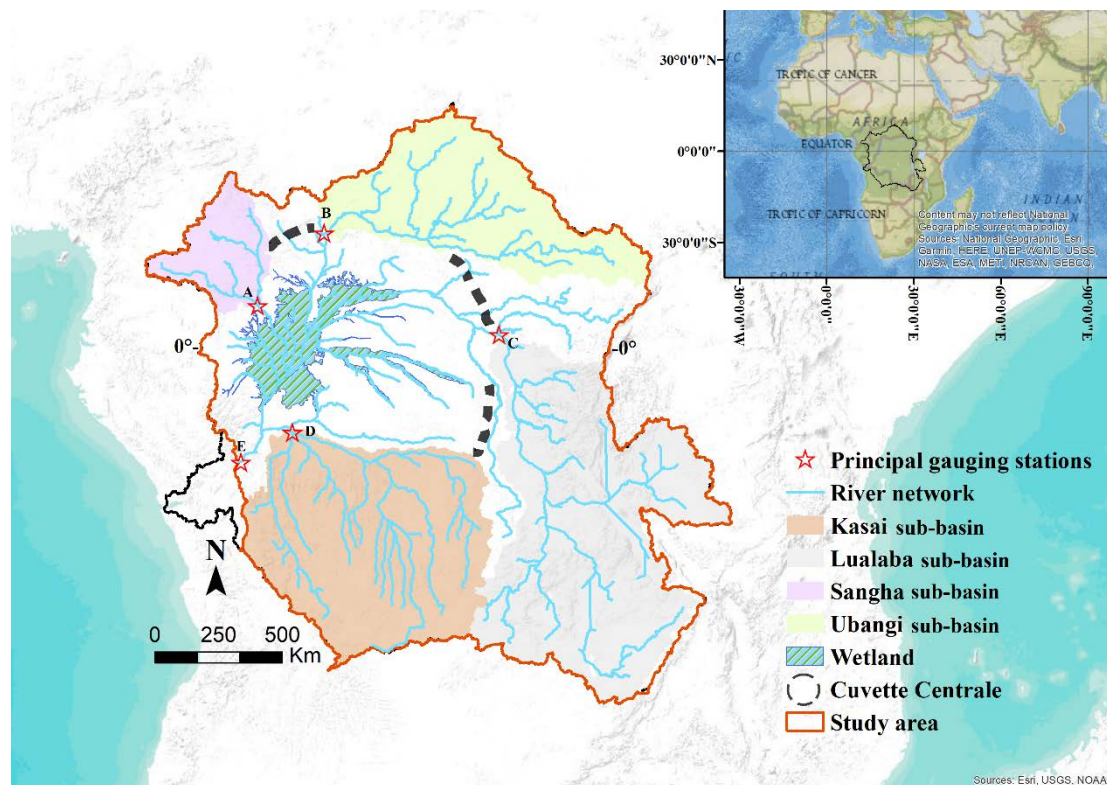 30°0'0"N
TROPIC OF CANCER
AFRICA
EQUATOR
0°0'0"
INDIAN
TROPIC OF CAPRICORN
Content may not reflect National
Geographic's current map policy.
Sources: National Geographic, Esri,
Garmin, HERE, UNEP-WCMC, USGS,
NASA, ESA, METI, NRCAN, GEBCO,
30°0'0"S
30°0'0"W
0°0'0"
30°0'0"E
60°0'0"E
90°0'0"E
B
A
C
0°-
-0°
D
E
N
0 250 500
Km
Principal gauging stations
River network
Kasai sub-basin
Lualaba sub-basin
Sangha sub-basin
Ubangi sub-basin
Wetland
Cuvette Centrale
Study area
Sources: Esri, USGS, NOAA